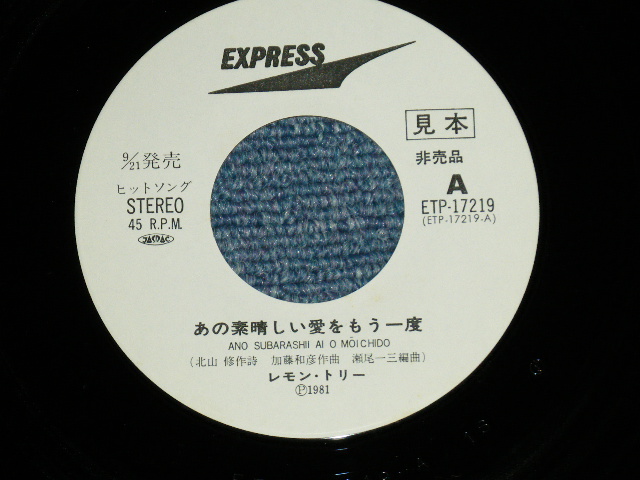 EXPRESS
見本
非売品
A
ETP-17219
(ETP-17219-A)
9/21発売
ヒットソング
STEREO
45 R.P.M.
JASRAC
あの素晴しい愛をもう一度
ANO SUBARASHII AI O MŌICHIDO
(北山 修作詩 加藤和彦作曲 瀬尾一三編曲)
レモン・トリー
Ⓟ1981